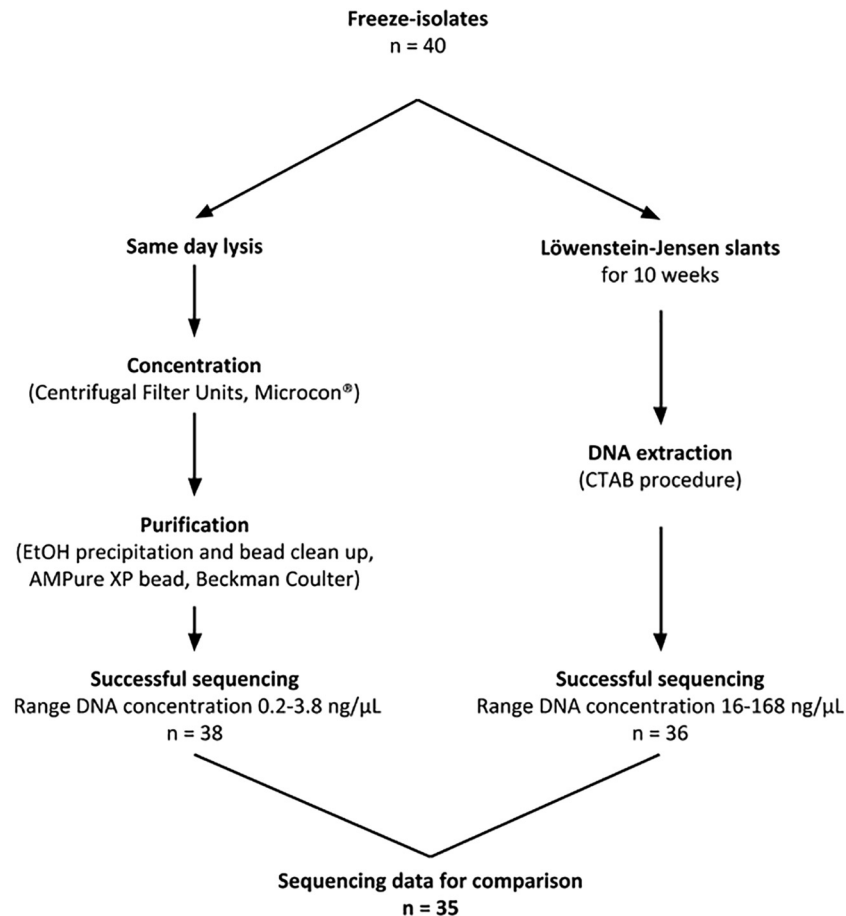 Freeze-isolates
n = 40
Same day lysis
Concentration
(Centrifugal Filter Units, Microcon®)
Purification
(EtOH precipitation and bead clean up,
AMPure XP bead, Beckman Coulter)
Successful sequencing
Range DNA concentration 0.2-3.8 ng/µL
n = 38
Löwenstein-Jensen slants
for 10 weeks
DNA extraction
(CTAB procedure)
Successful sequencing
Range DNA concentration 16-168 ng/µL
n = 36
Sequencing data for comparison
n = 35